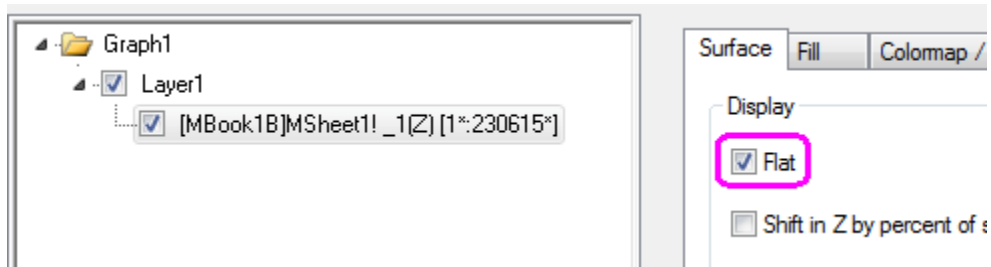 Graph1
Layer1
[MBook1B]MSheet1! _1(Z) [1*:230615*]
Surface Fill Colormap /
Display
Flat
Shift in Z by percent of s